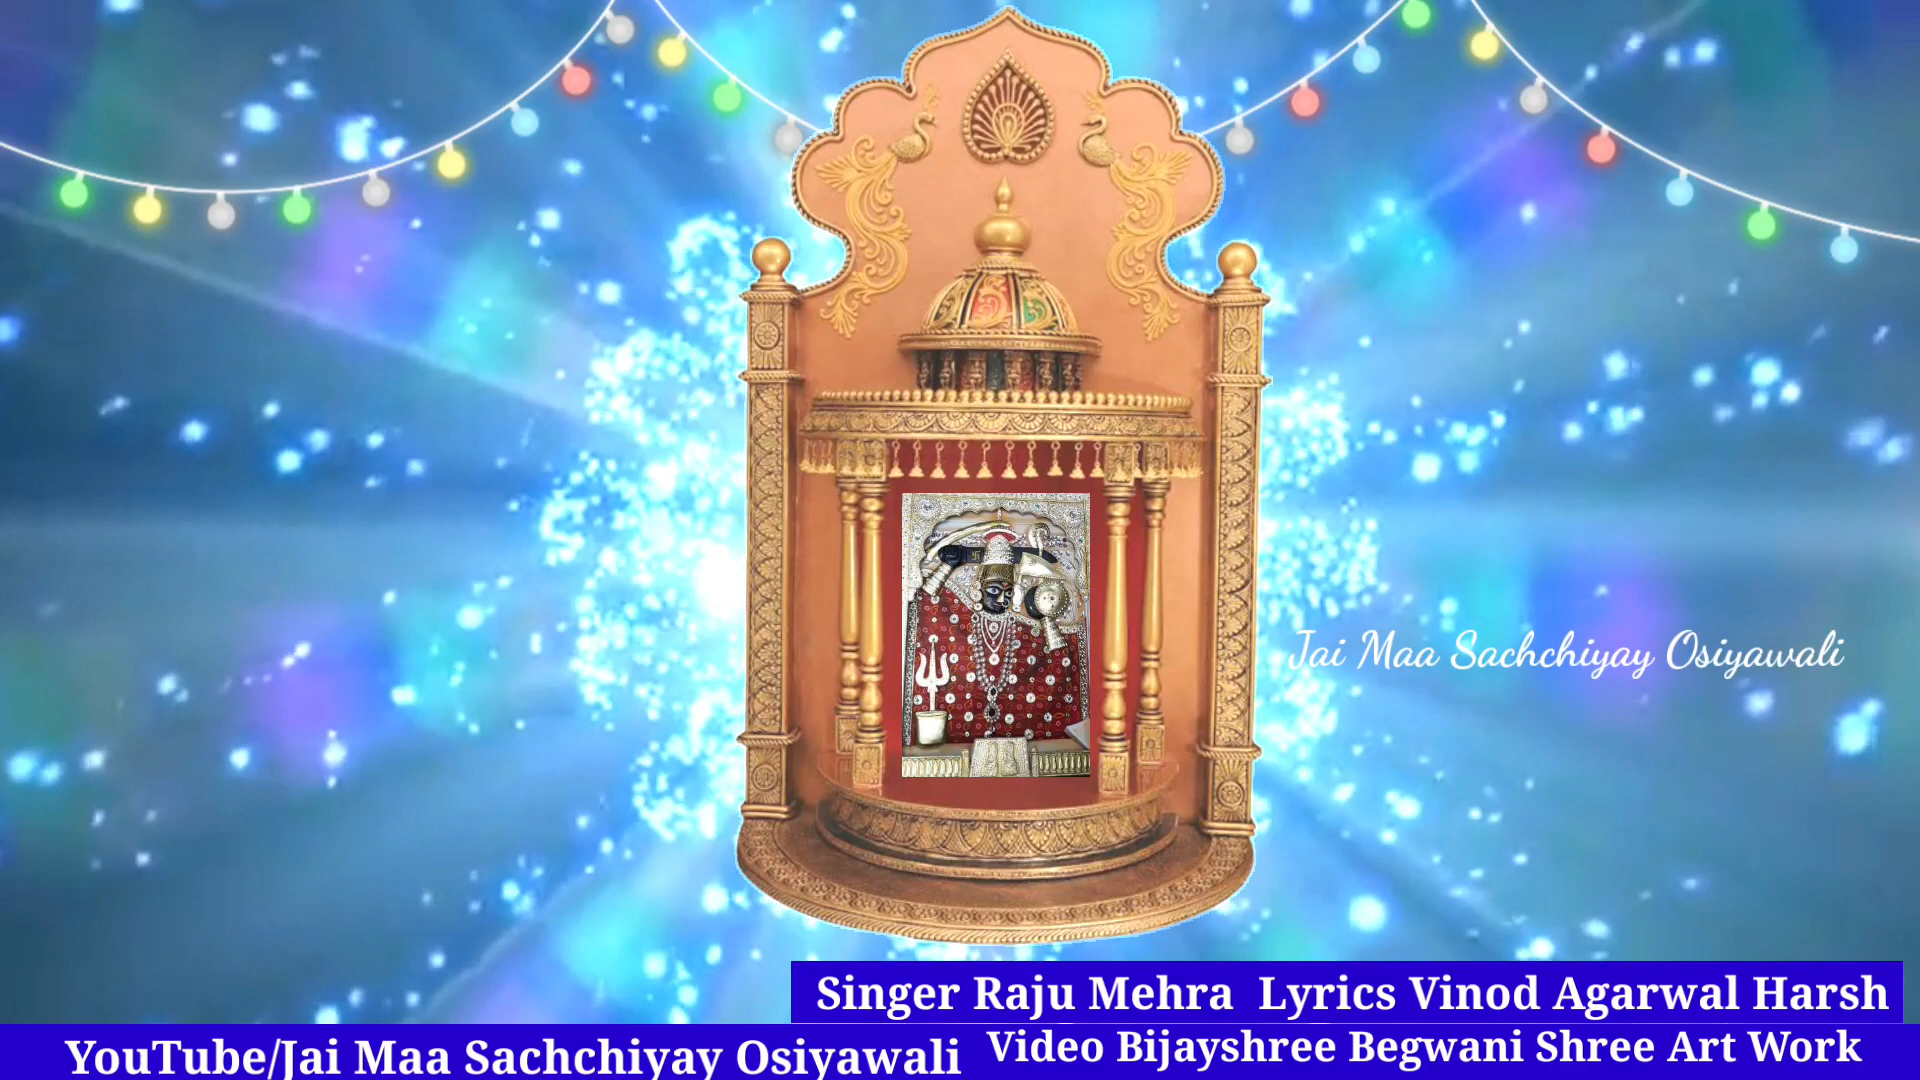 Jai Maa Sachchiyay Osiyawali
Singer Raju Mehra  Lyrics Vinod Agarwal Harsh
YouTube/Jai Maa Sachchiyay Osiyawali
Video Bijayshree Begwani Shree Art Work